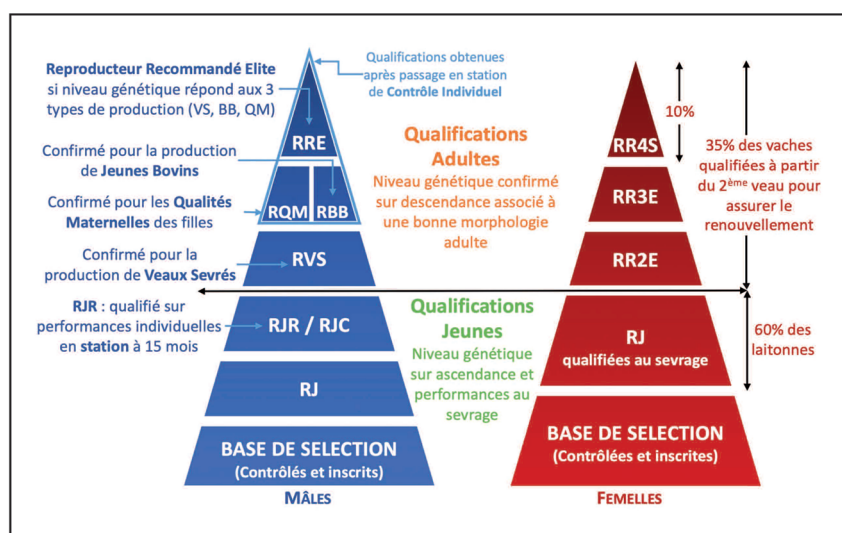 Reproducteur Recommandé Elite
si niveau génétique répond aux 3
types de production (VS, BB, QM)
Confirmé pour la production
de Jeunes Bovins
Confirmé pour les Qualités
Maternelles des filles
Confirmé pour la
production de Veaux Sevrés
RJR : qualifié sur
performances individuelles
en station à 15 mois
Qualifications obtenues
après passage en station
de Contrôle Individuel
RRE
RQM
RBB
RVS
RJR / RJC
RJ
BASE DE SELECTION
(Contrôlés et inscrits)
MÂLES
Qualifications
Adultes
Niveau génétique confirmé
sur descendance associé à
une bonne morphologie
adulte
Qualifications
Jeunes
Niveau génétique
sur ascendance et
performances au
sevrage
RR4S
RR3E
RR2E
RJ
qualifiées au sevrage
BASE DE SELECTION
(Contrôlées et inscrites)
FEMELLES
10%
35% des vaches
qualifiées à partir
du 2ème veau pour
assurer le
renouvellement
60% des
laitonnes